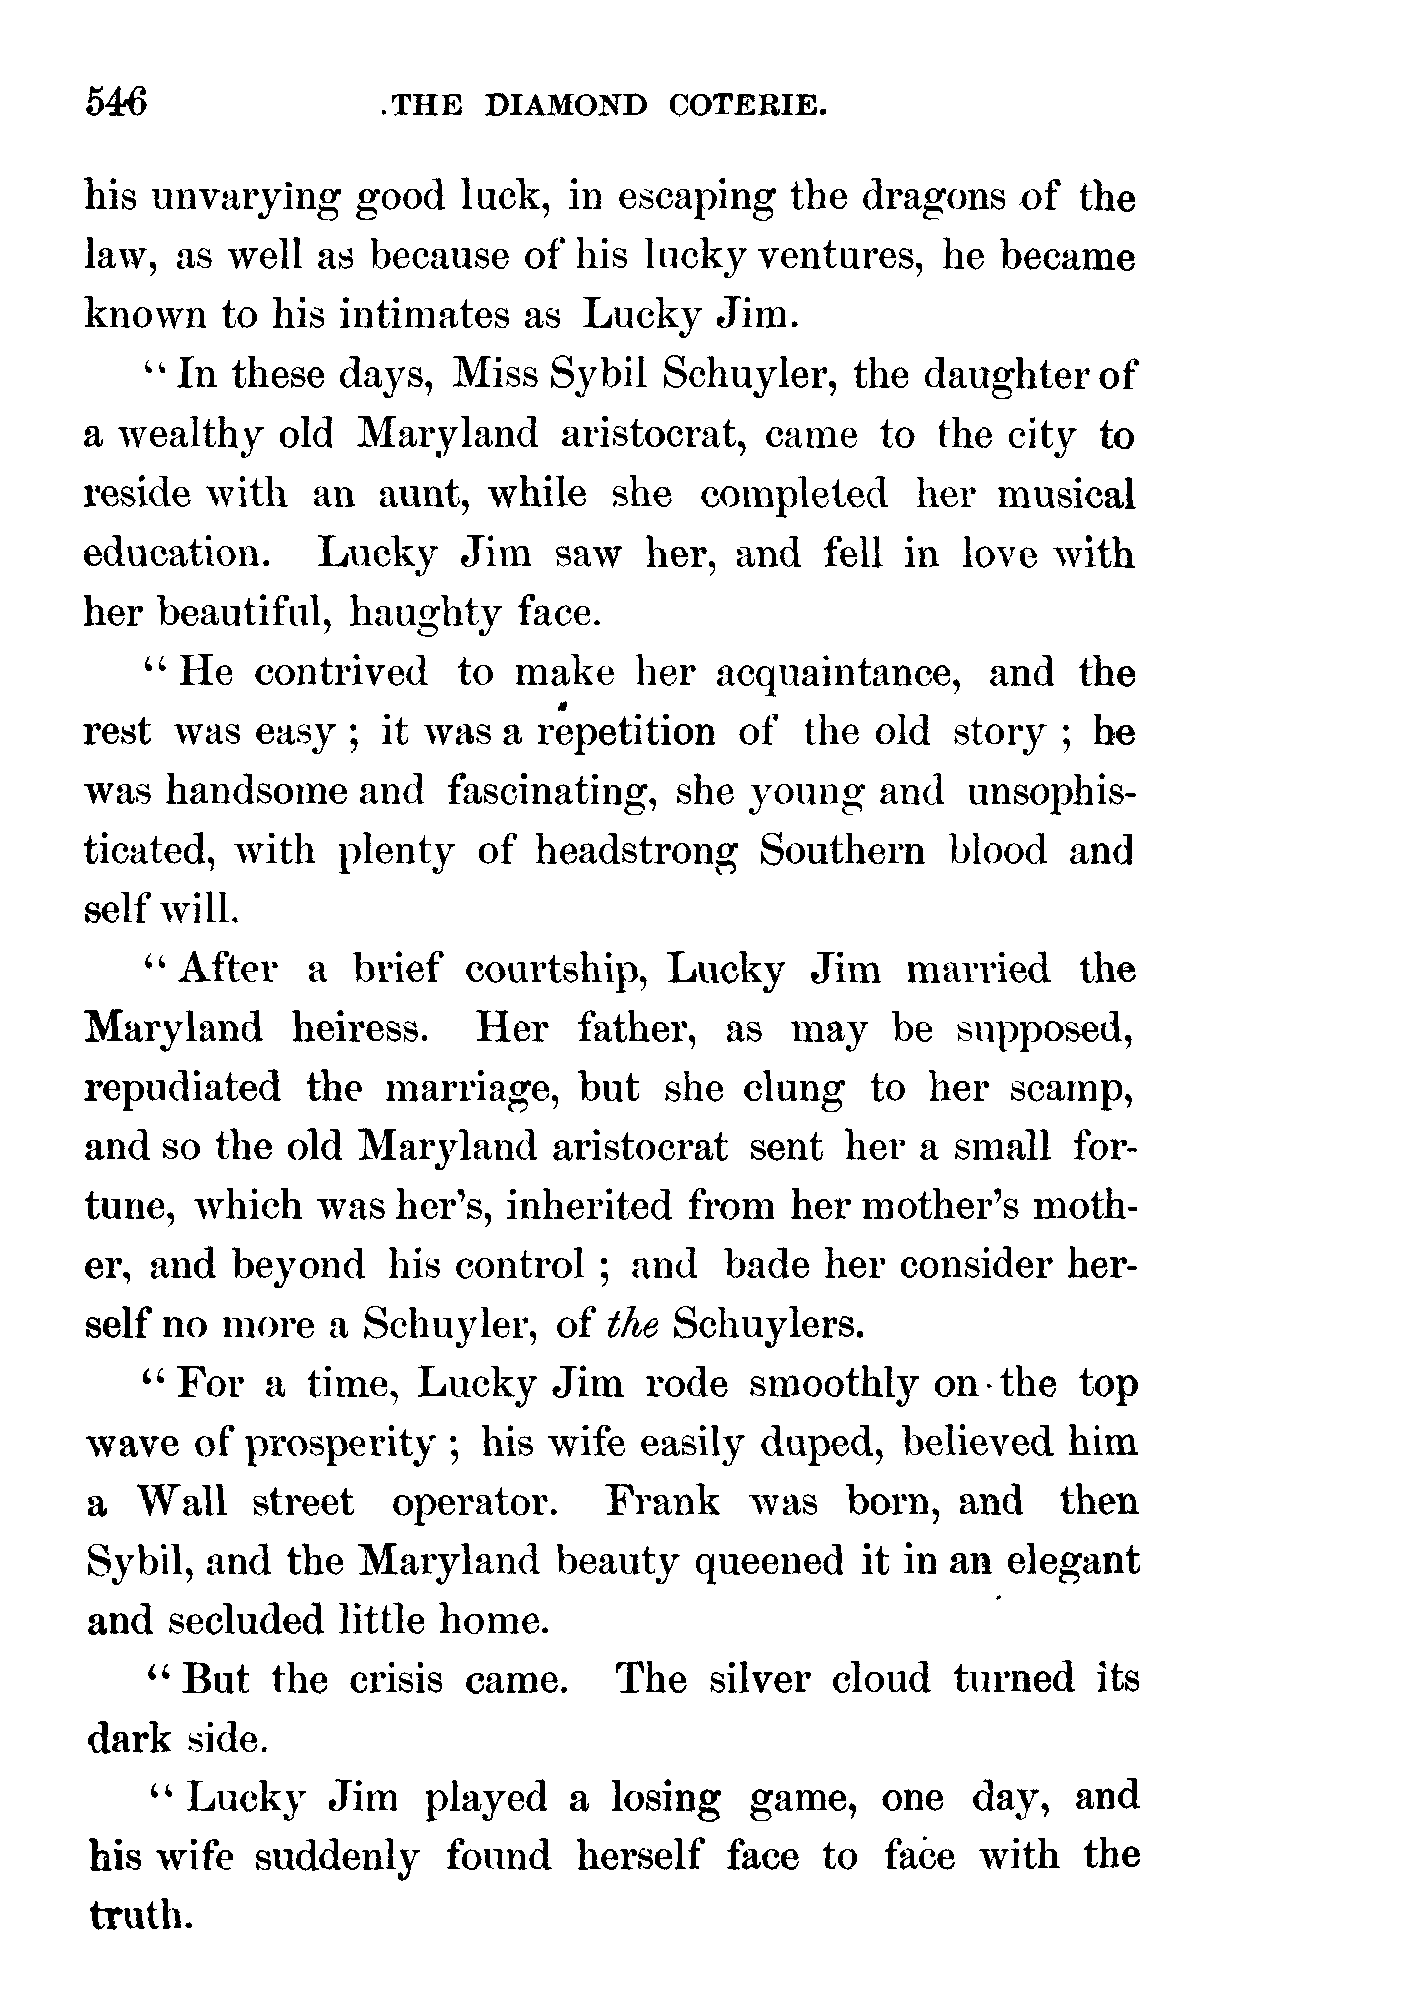 546 THE DIAMOND COTERIE.
his unvarying good luck, in escaping the dragons of the
law, as well as because of his lucky ventures, he became
known to his intimates as Lucky Jim.
“ In these days, Miss Sybil Schuyler, the daughter of
a wealthy old Maryland aristocrat, came to the city to
reside with an aunt, while she completed her musical
education. Lucky Jim saw her, and fell in love with
her beautiful, haughty face.
“ He contrived to make her acquaintance, and the
rest was easy ; it was a repetition of the old story ; he
was handsome and fascinating, she young and unsophis-
ticated, with plenty of headstrong Southern blood and
self will.
“ After a brief courtship, Lucky Jim married the
Maryland heiress. Her father, as may be supposed,
repudiated the marriage, but she clung to her scamp,
and so the old Maryland aristocrat sent her a small for-
tune, which was her’s, inherited from her mother’s moth-
er, and beyond his control ; and bade her consider her-
self no more a Schuyler, of the Schuylers.
“ For a time, Lucky Jim rode smoothly on the top
wave of prosperity ; his wife easily duped, believed him
a Wall street operator. Frank was born, and then
Sybil, and the Maryland beauty queened it in an elegant
and secluded little home.
“ But the crisis came. The silver cloud turned its
dark side.
“ Lucky Jim played a losing game, one day, and
his wife suddenly found herself face to face with the
truth.